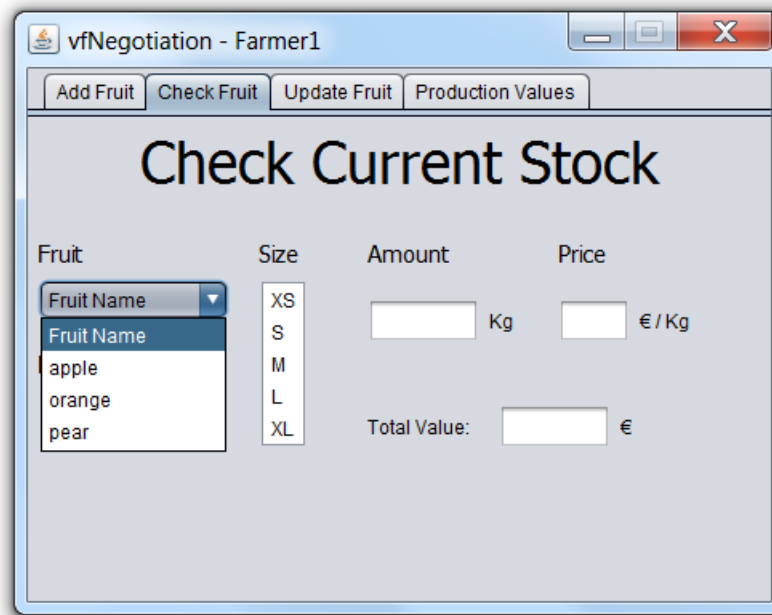 vfNegotiation - Farmer1
Add Fruit Check Fruit Update Fruit Production Values
Check Current Stock
Fruit Size Amount Price
Fruit Name
Fruit Name
apple
orange
pear
XS
S
M
L
XL
Kg
€ / Kg
Total Value: €